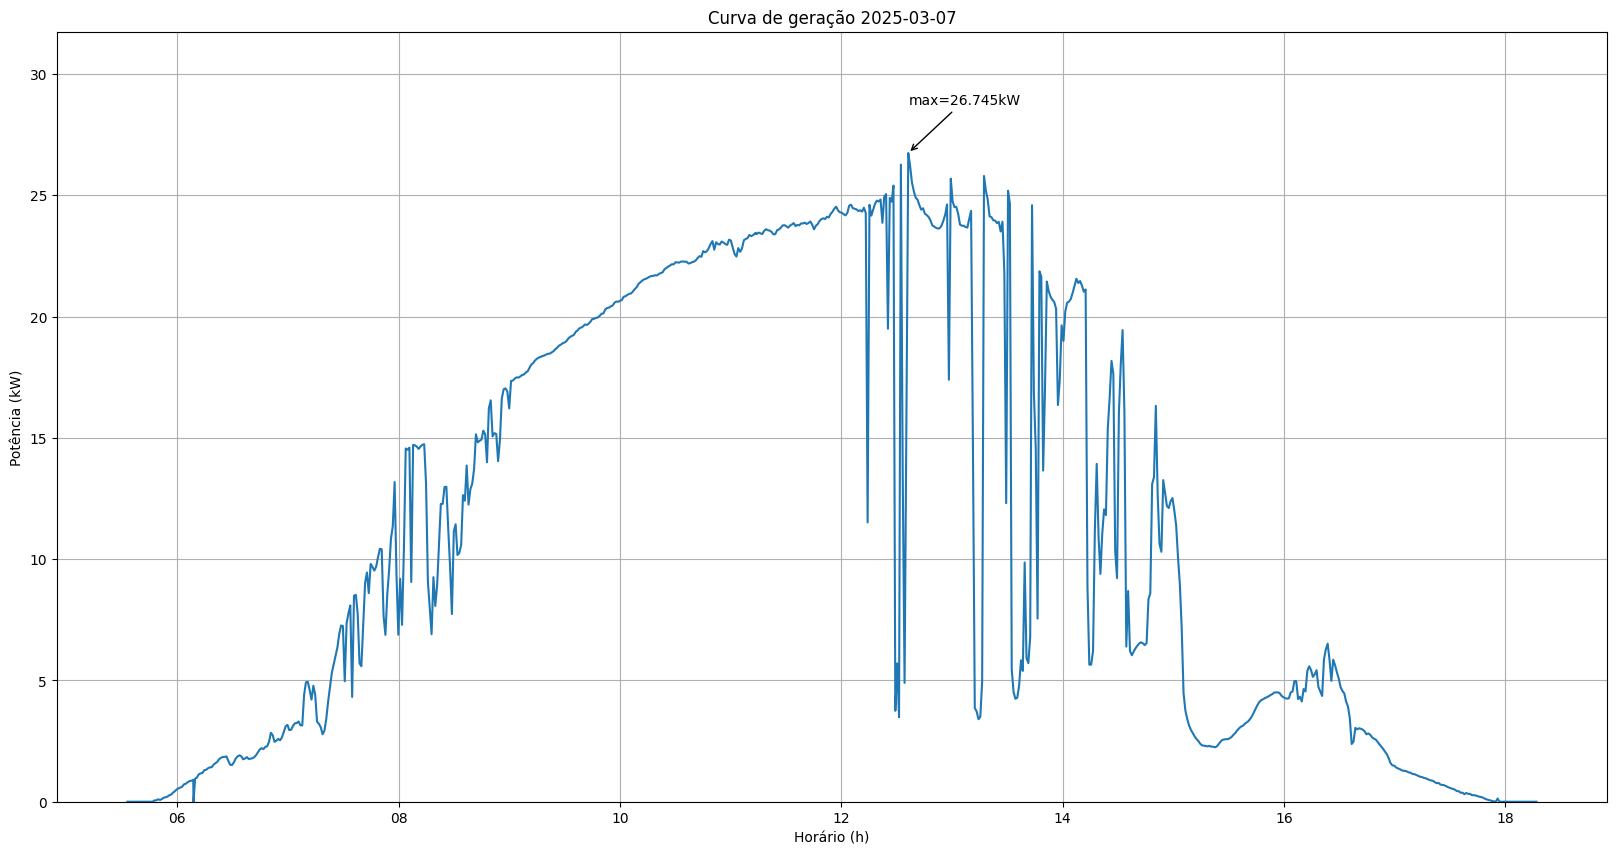 Curva de geração 2025-03-07
30
max=26.745kW
25
20
15
10
5
0
Potência (kW)
06 08 10 12 14 16 18
Horário (h)